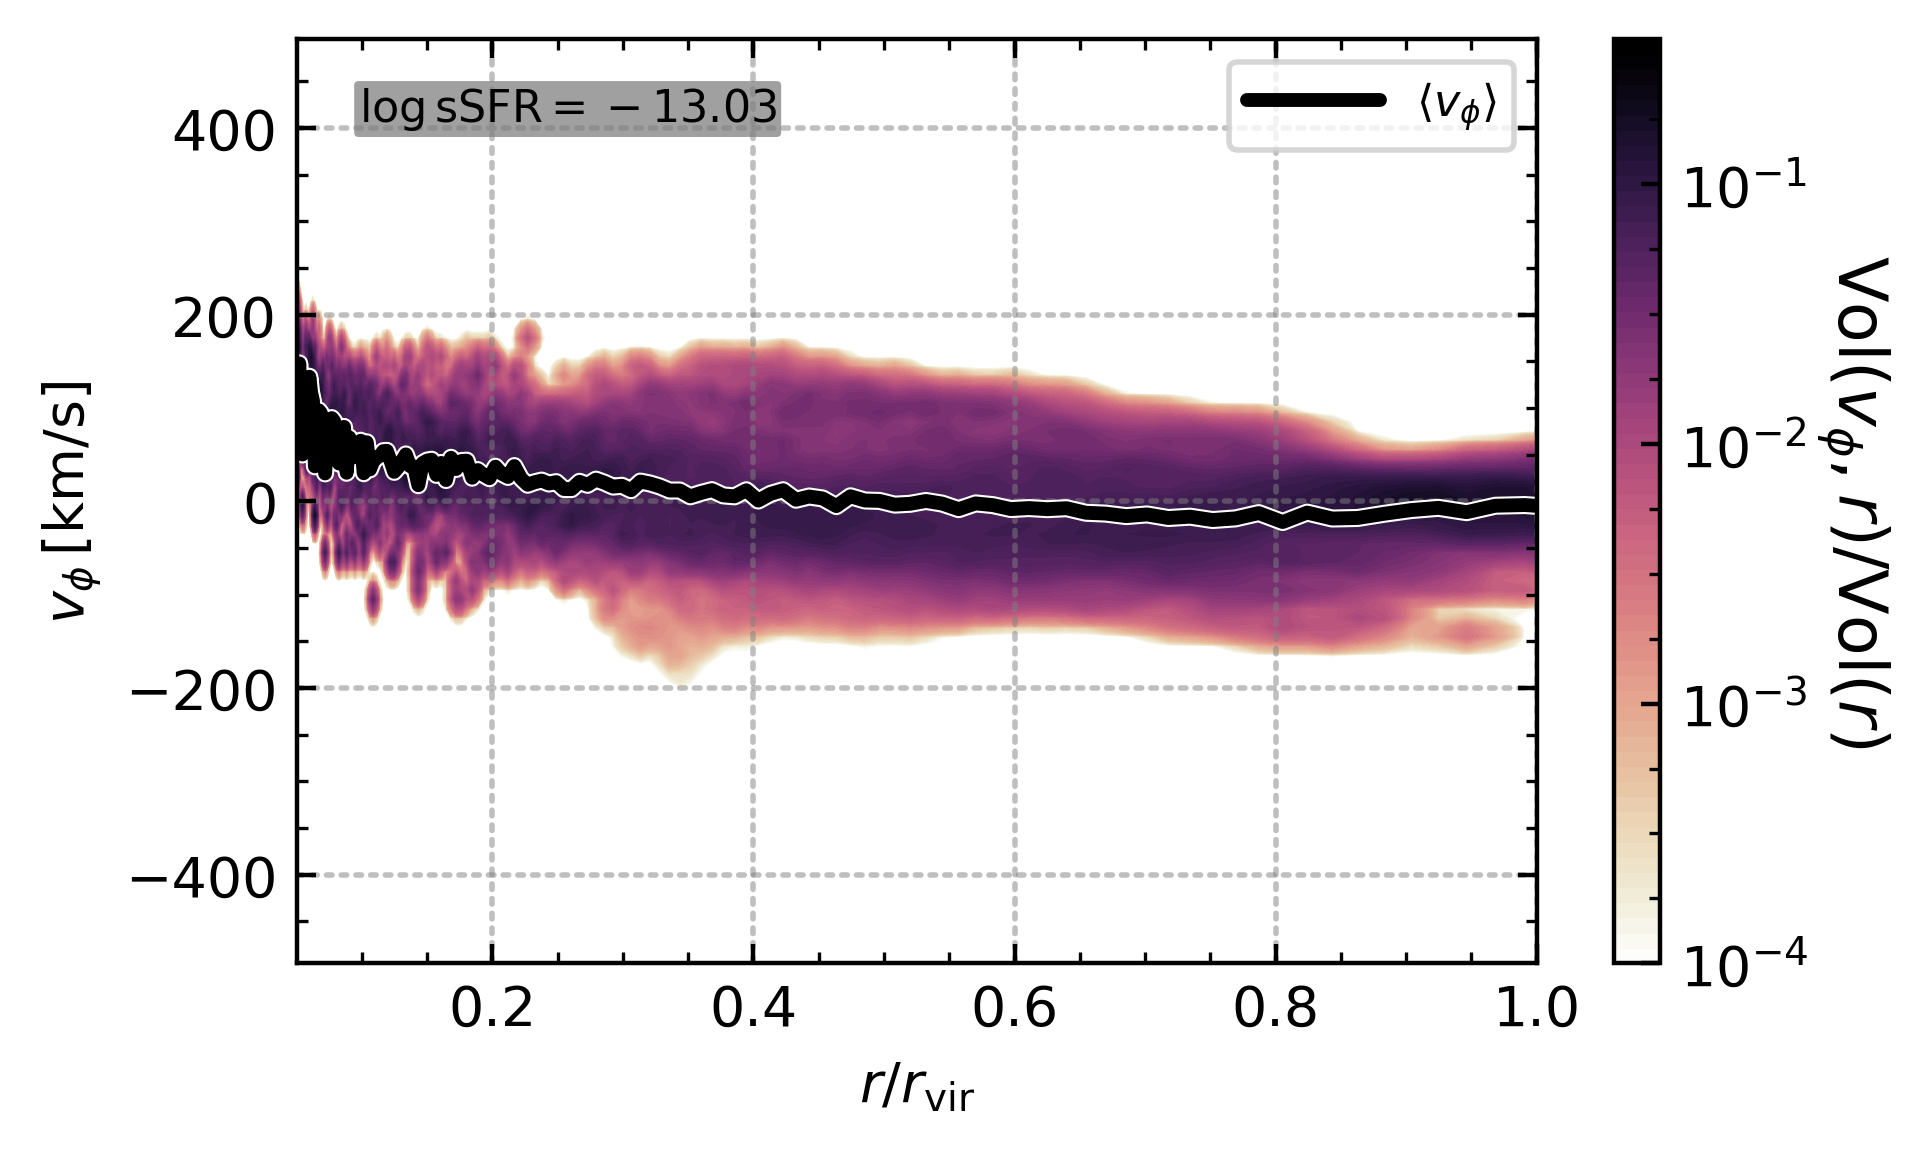 log sSFR = − 13.03
⟨v_ϕ⟩
400
200
0
−200
−400
v_ϕ [km/s]
0.2
0.4
0.6
0.8
1.0
r/r_vir
10⁻¹
10⁻²
10⁻³
10⁻⁴
Vol(v_ϕ, r)/Vol(r)